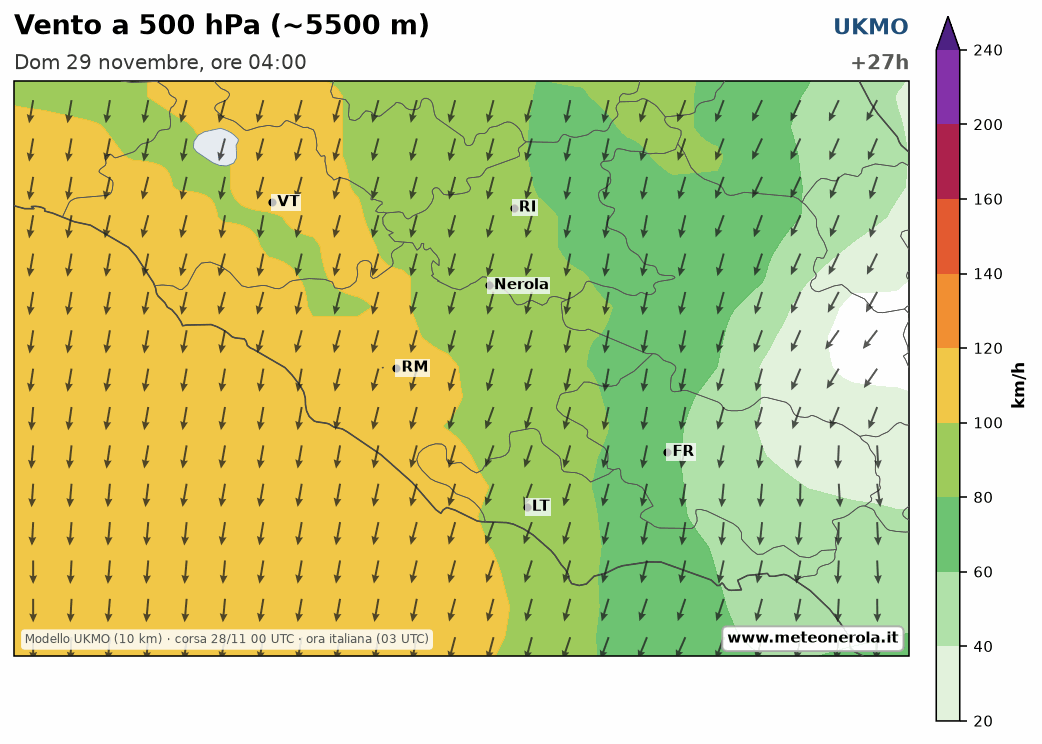 Vento a 500 hPa (~5500 m)
UKMO
Dom 29 novembre, ore 04:00
+27h
240
200
160
140
120
100
80
60
40
20
km/h
VT
RI
Nerola
RM
FR
LT
Modello UKMO (10 km) · corsa 28/11 00 UTC · ora italiana (03 UTC)
www.meteonerola.it